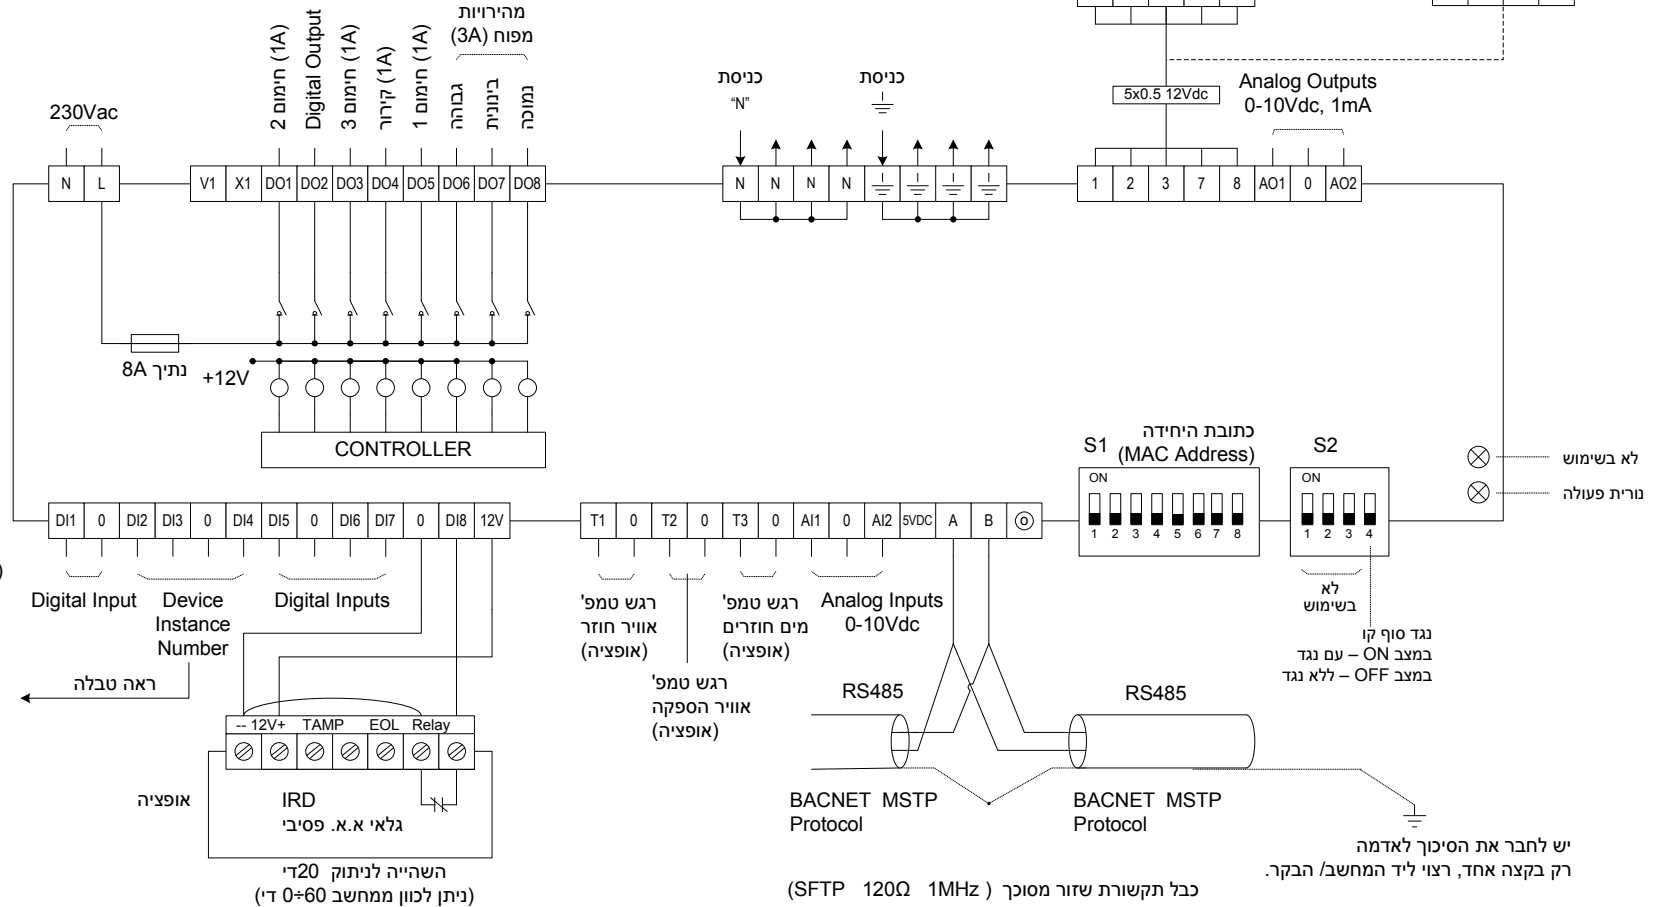 מהירויות
מפוח (3A)
חימום 2 (1A)
Digital Output
חימום 3 (1A)
קירור (1A)
חימום 1 (1A)
גבוהה
בינונית
נמוכה
230Vac
כניסת
"N"
כניסת
5x0.5 12Vdc
Analog Outputs
0-10Vdc, 1mA
N L
V1 X1 DO1 DO2 DO3 DO4 DO5 DO6 DO7 DO8
N N N N
1 2 3 7 8 AO1 0 AO2
נתיך 8A
+12V
CONTROLLER
S1
כתובת היחידה
(MAC Address)
S2
ON
1 2 3 4 5 6 7 8
ON
1 2 3 4
לא בשימוש
נורית פעולה
DI1 0 DI2 DI3 0 DI4 DI5 0 DI6 DI7 0 DI8 12V
T1 0 T2 0 T3 0 AI1 0 AI2 5VDC A B
)
Digital Input
Device
Instance
Number
Digital Inputs
ראה טבלה
רגש טמפ'
אוויר חוזר
(אופציה)
רגש טמפ'
אוויר הספקה
(אופציה)
רגש טמפ'
מים חוזרים
(אופציה)
Analog Inputs
0-10Vdc
לא
בשימוש
נגד סוף קו
במצב ON – עם נגד
במצב OFF – ללא נגד
RS485
RS485
-- 12V+ TAMP EOL Relay
אופציה
IRD
גלאי א.א. פסיבי
השהייה לניתוק 20די
(ניתן לכוון ממחשב 60÷0 די)
BACNET MSTP
Protocol
BACNET MSTP
Protocol
יש לחבר את הסיכוך לאדמה
רק בקצה אחד, רצוי ליד המחשב/ הבקר.
כבל תקשורת שזור מסוכך ( SFTP 120Ω 1MHz)